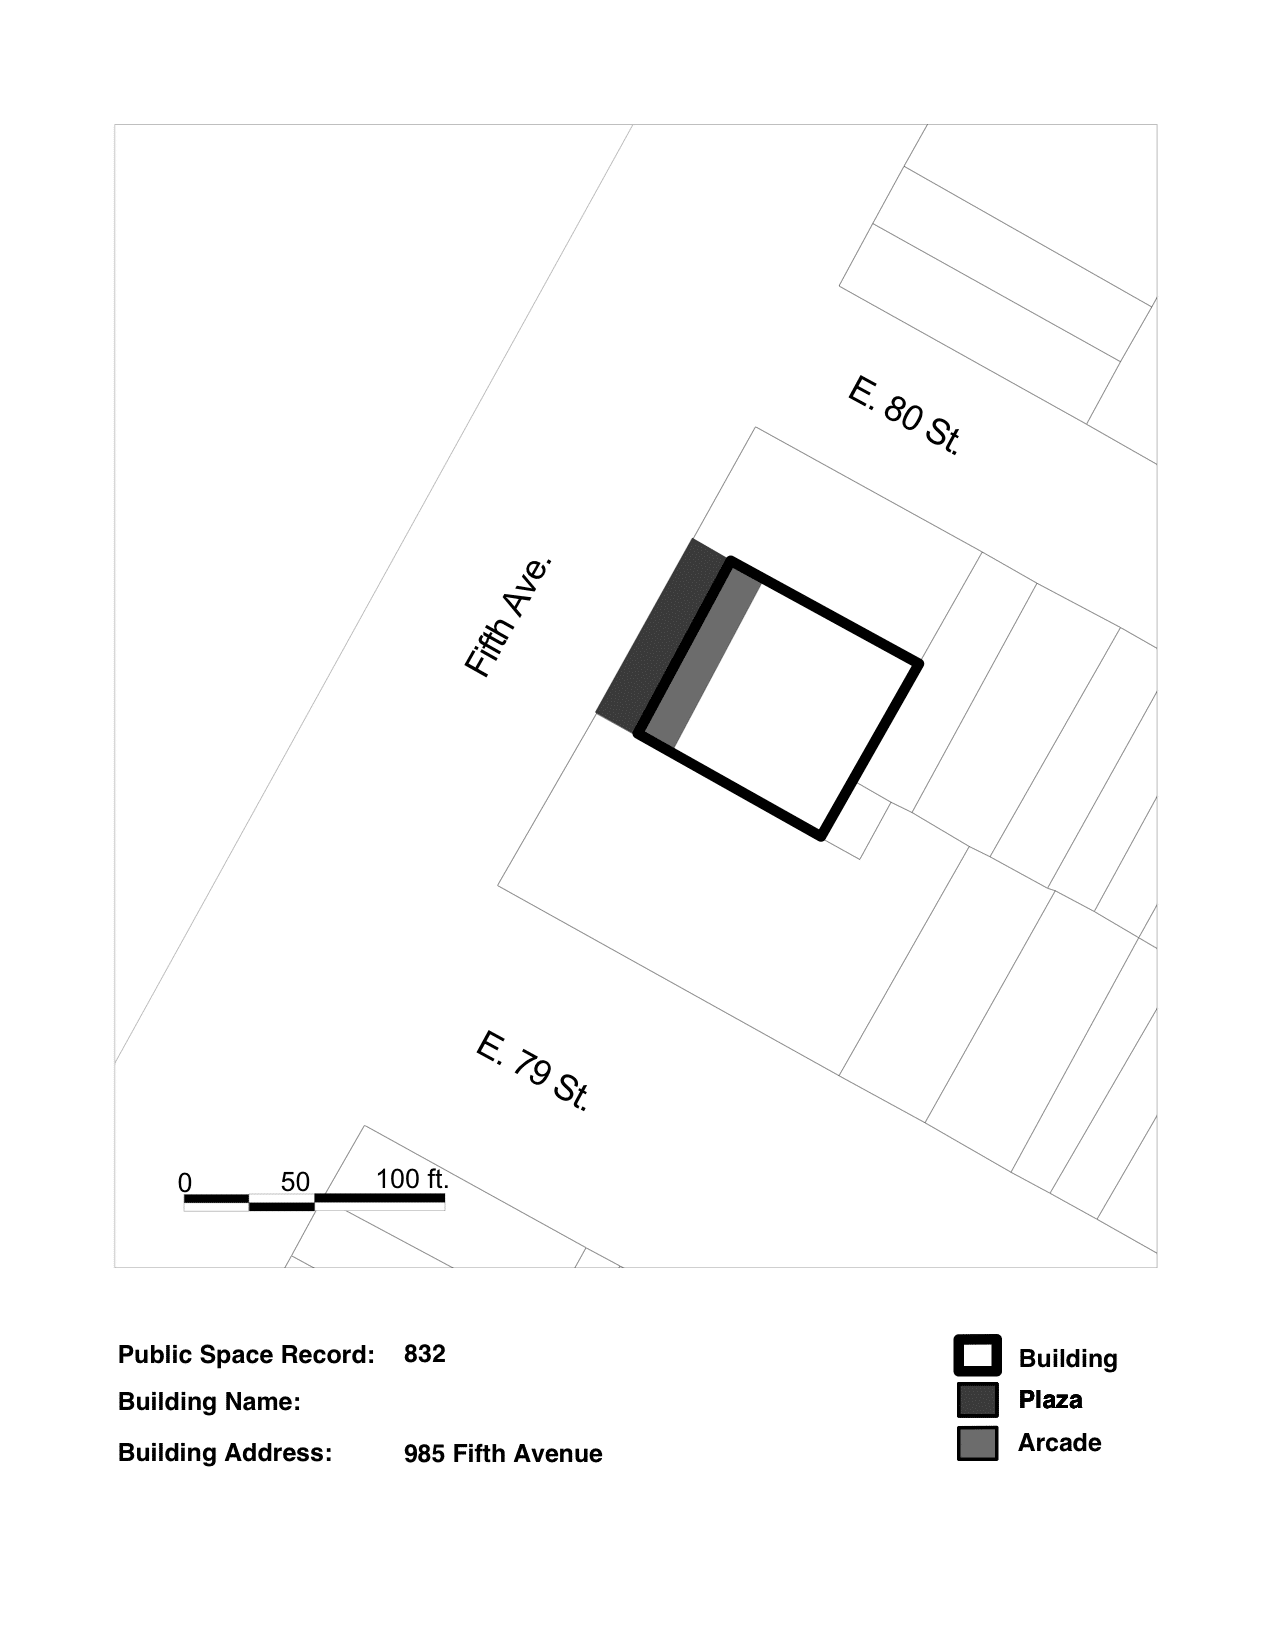 E. 80 St.
Fifth Ave.
E. 79 St.
0 50 100 ft.
Public Space Record: 832
Building Name:
Building Address: 985 Fifth Avenue
Building
Plaza
Arcade